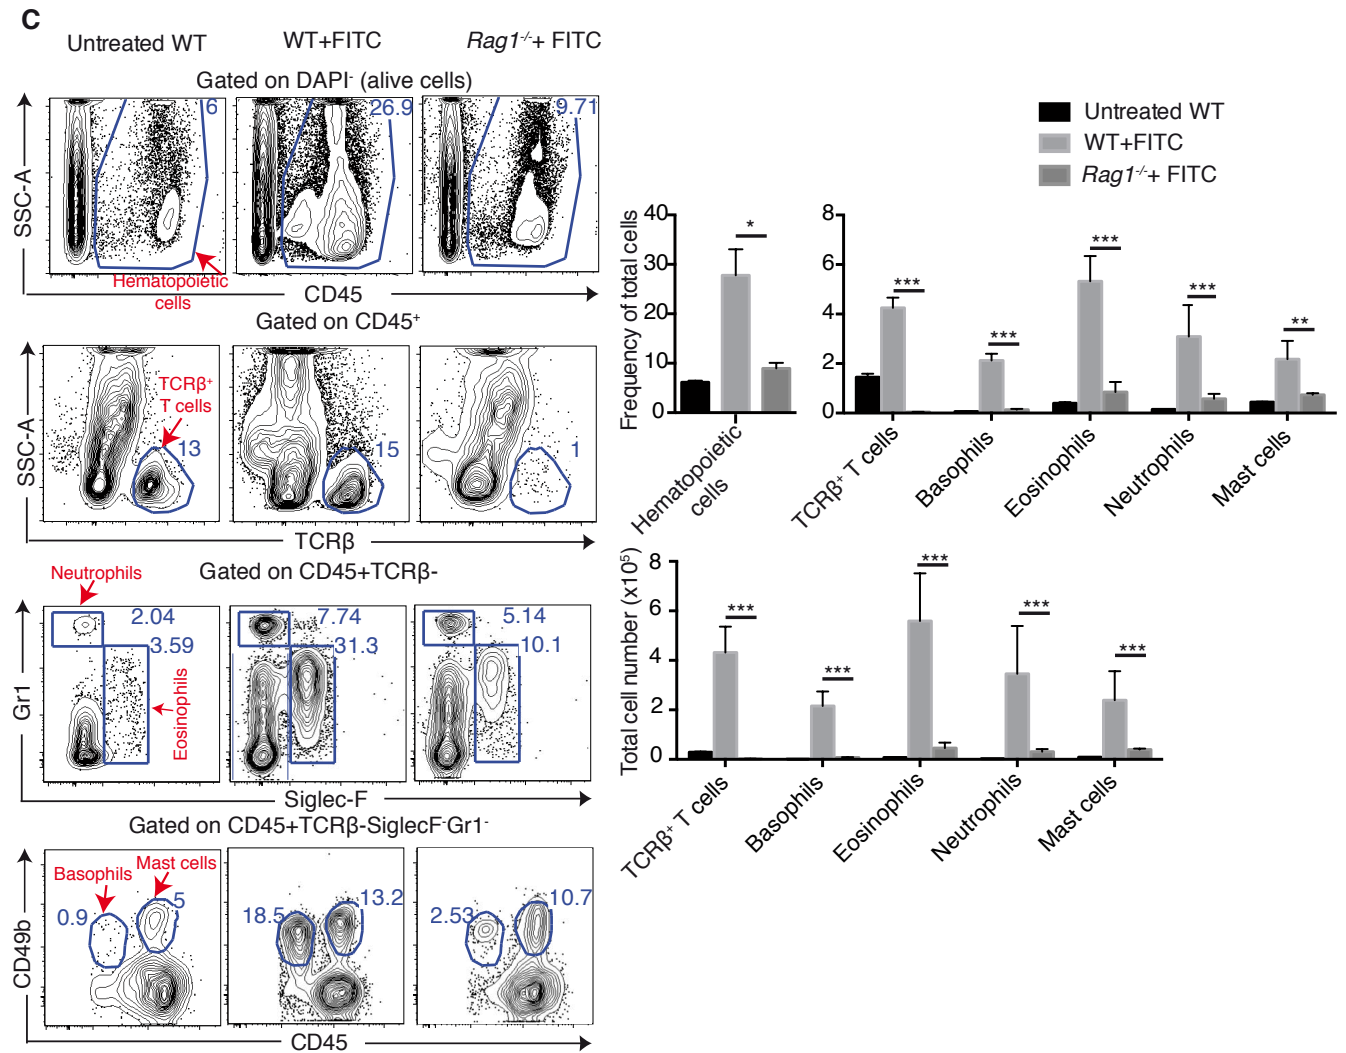 C
Untreated WT
WT+FITC
Rag1-/-+ FITC
Gated on DAPI- (alive cells)
6
26.9
9.71
SSC-A
Hematopoietic
cells
CD45
Gated on CD45+
TCRβ+
T cells
13
15
1
SSC-A
TCRβ
Gated on CD45+TCRβ-
Neutrophils
2.04
3.59
7.74
31.3
5.14
10.1
Eosinophils
Gr1
Siglec-F
Gated on CD45+TCRβ-SiglecF-Gr1-
Basophils
Mast cells
0.9
5
18.5
13.2
2.53
10.7
CD49b
CD45
Untreated WT
WT+FITC
Rag1-/-+ FITC
Frequency of total cells
40
30
20
10
0
*
Hematopoietic
cells
8
6
4
2
0
***
***
***
***
**
TCRβ+ T cells
Basophils
Eosinophils
Neutrophils
Mast cells
Total cell number (x105)
8
6
4
2
0
***
***
***
***
***
TCRβ+ T cells
Basophils
Eosinophils
Neutrophils
Mast cells